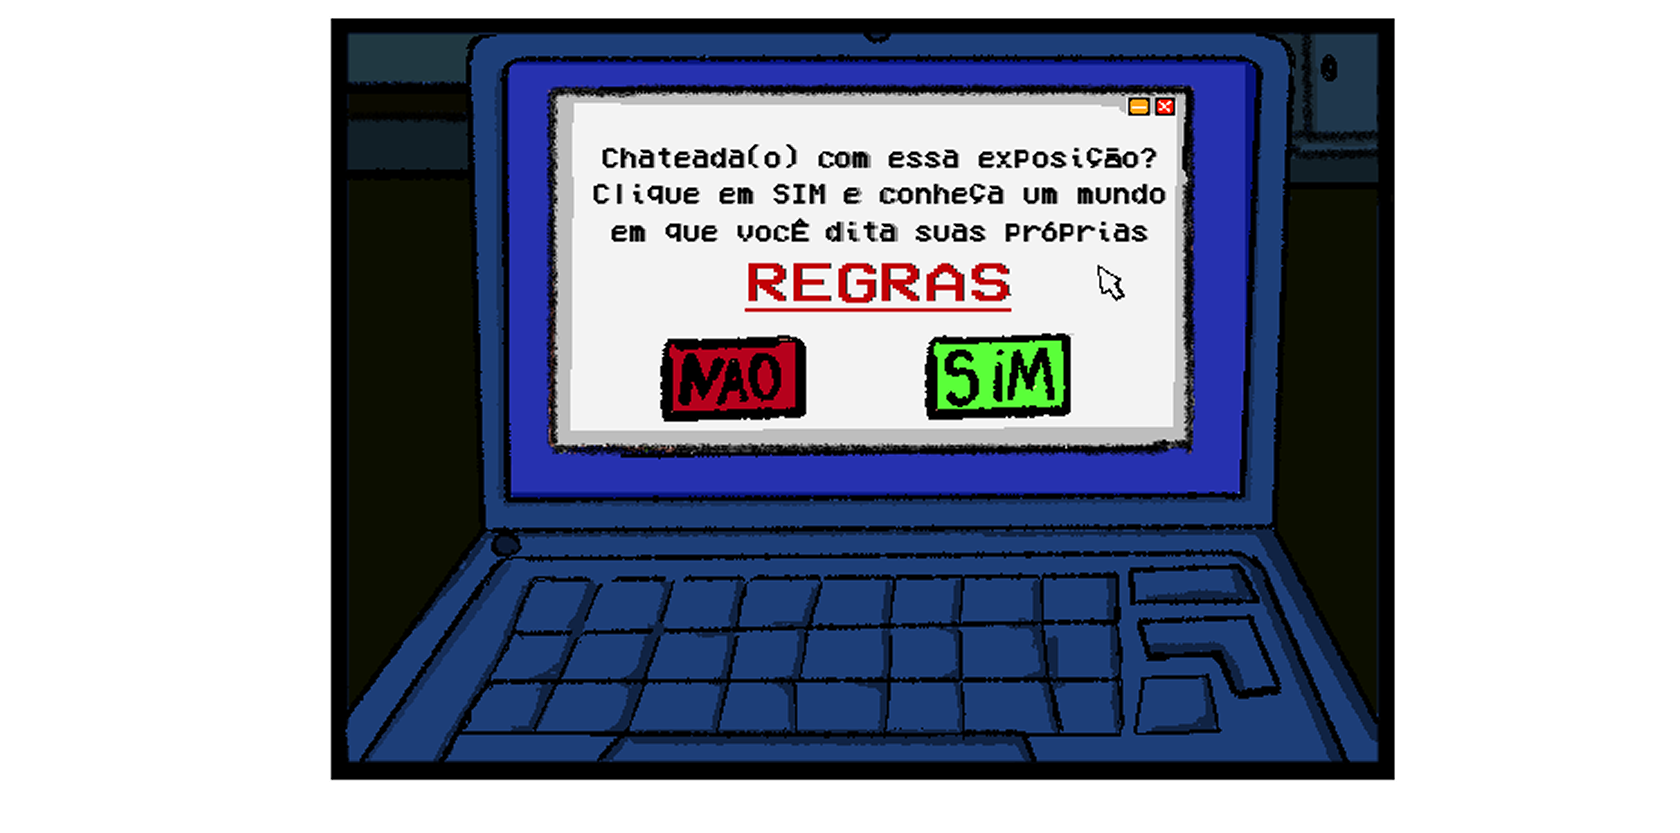 Chateada(o) com essa exposição?
Clique em SIM e conheça um mundo
em que vocÊ dita suas próprias
REGRAS
NAO SiM